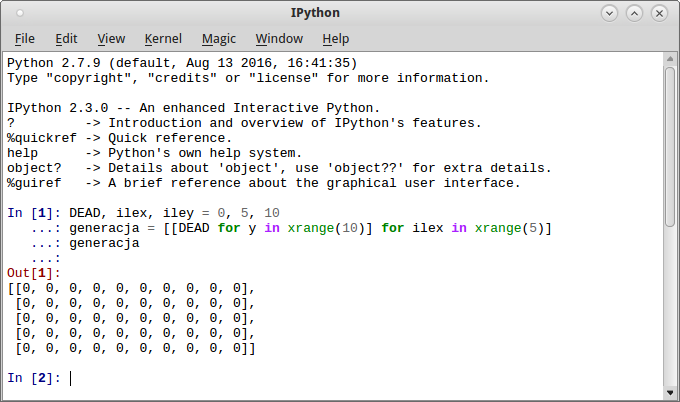 IPython
File Edit View Kernel Magic Window Help
Python 2.7.9 (default, Aug 13 2016, 16:41:35)
Type "copyright", "credits" or "license" for more information.
IPython 2.3.0 -- An enhanced Interactive Python.
?         -> Introduction and overview of IPython's features.
%quickref -> Quick reference.
help      -> Python's own help system.
object?   -> Details about 'object', use 'object??' for extra details.
%guiref   -> A brief reference about the graphical user interface.
In [1]: DEAD, ilex, iley = 0, 5, 10
   ...: generacja = [[DEAD for y in xrange(10)] for ilex in xrange(5)]
   ...: generacja
   ...:
Out[1]:
[[0, 0, 0, 0, 0, 0, 0, 0, 0, 0],
 [0, 0, 0, 0, 0, 0, 0, 0, 0, 0],
 [0, 0, 0, 0, 0, 0, 0, 0, 0, 0],
 [0, 0, 0, 0, 0, 0, 0, 0, 0, 0],
 [0, 0, 0, 0, 0, 0, 0, 0, 0, 0]]
In [2]: